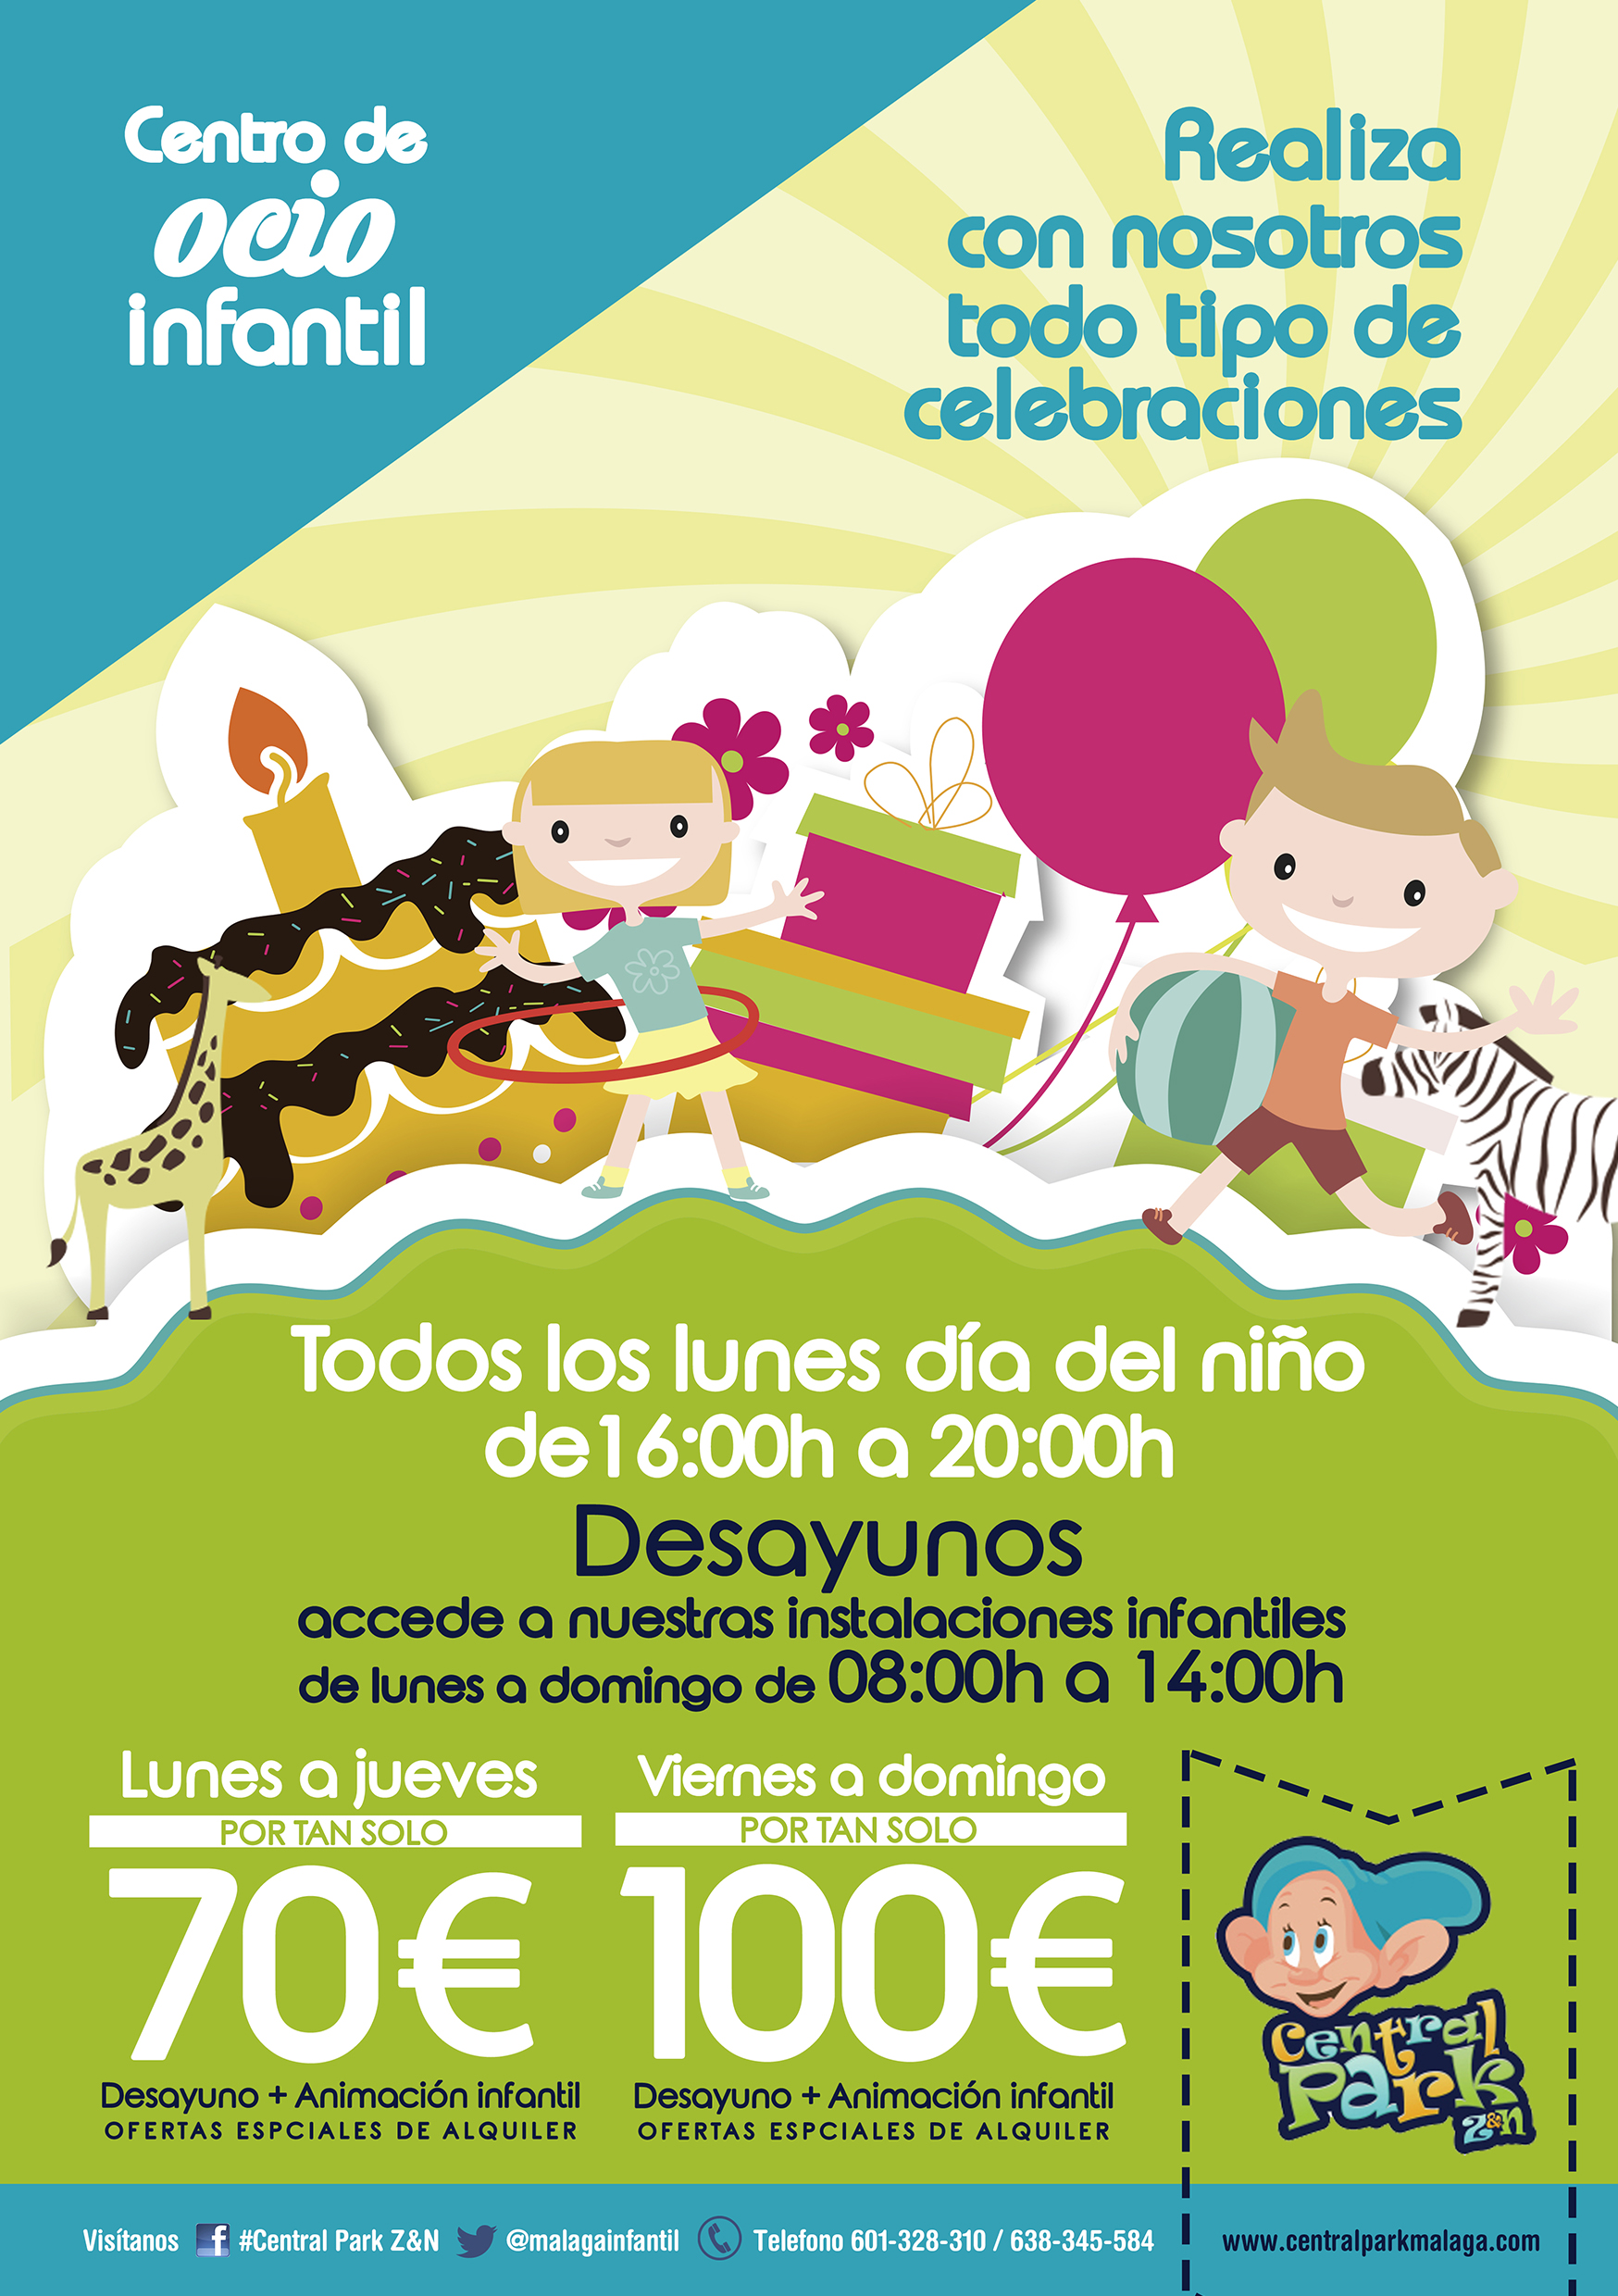 Centro de
ocio
infantil
Realiza
con nosotros
todo tipo de
celebraciones
Todos los lunes día del niño
de16:00h a 20:00h
Desayunos
accede a nuestras instalaciones infantiles
de lunes a domingo de 08:00h a 14:00h
Lunes a jueves
POR TAN SOLO
70€
Desayuno + Animación infantil
OFERTAS ESPCIALES DE ALQUILER
Viernes a domingo
POR TAN SOLO
100€
Desayuno + Animación infantil
OFERTAS ESPCIALES DE ALQUILER
Central
Park
Z&N
Visítanos f #Central Park Z&N @malagainfantil Telefono 601-328-310 / 638-345-584
www.centralparkmalaga.com